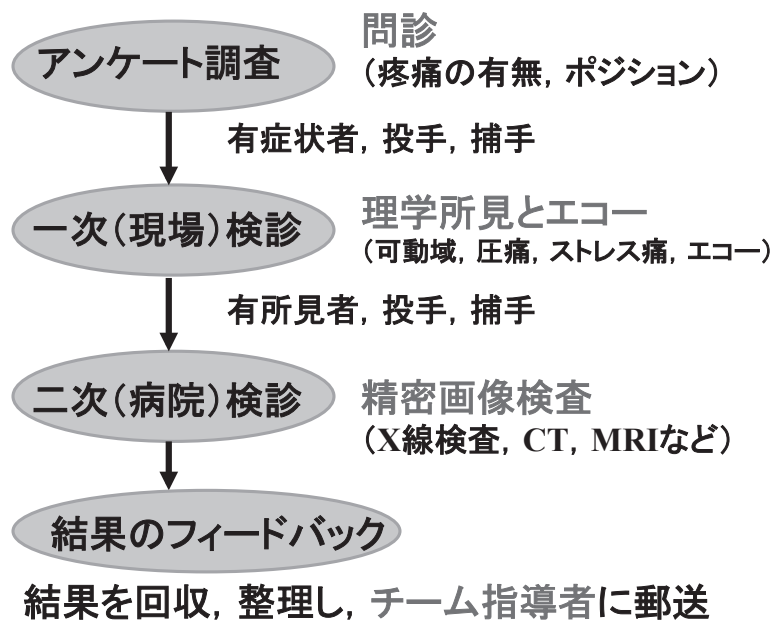 アンケート調査
問診
(疼痛の有無, ポジション)
有症状者, 投手, 捕手
一次(現場)検診
理学所見とエコー
(可動域, 圧痛, ストレス痛, エコー)
有所見者, 投手, 捕手
二次(病院)検診
精密画像検査
(X線検査, CT, MRIなど)
結果のフィードバック
結果を回収, 整理し, チーム指導者に郵送